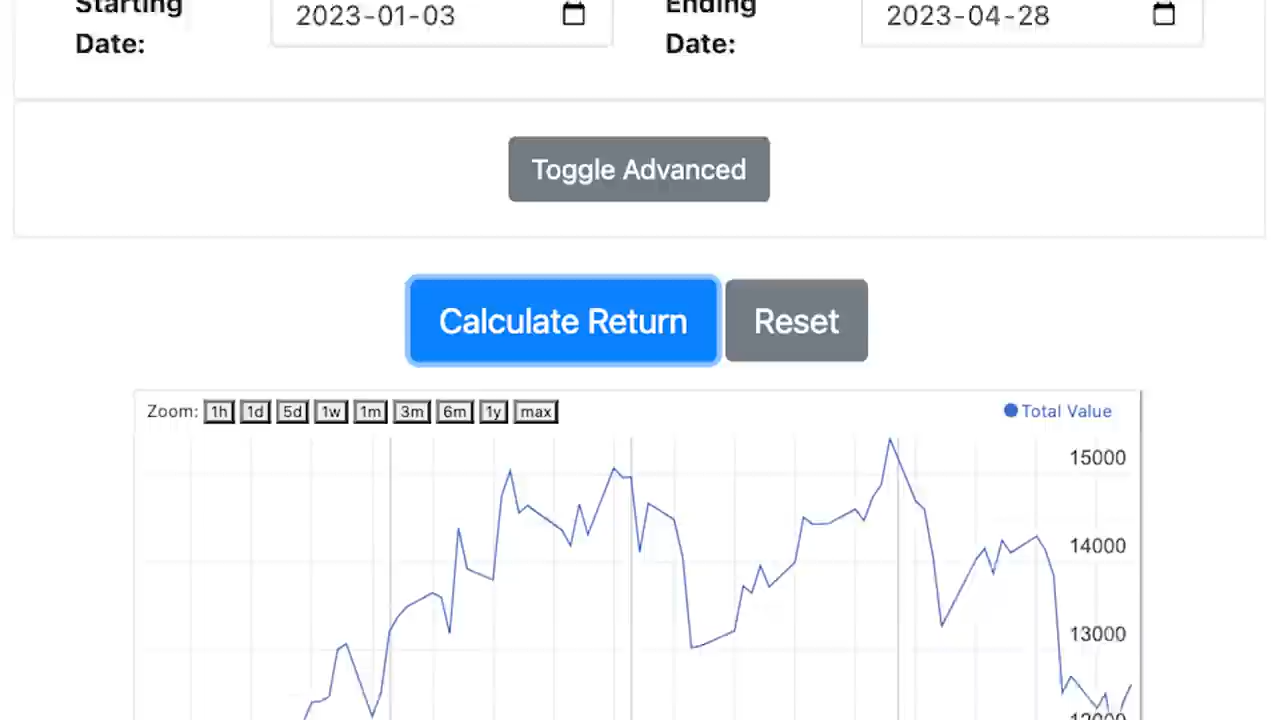 Starting
Date:
2023-01-03
Ending
Date:
2023-04-28
Toggle Advanced
Calculate Return
Reset
Zoom: 1h 1d 5d 1w 1m 3m 6m 1y max
Total Value
15000
14000
13000
12000